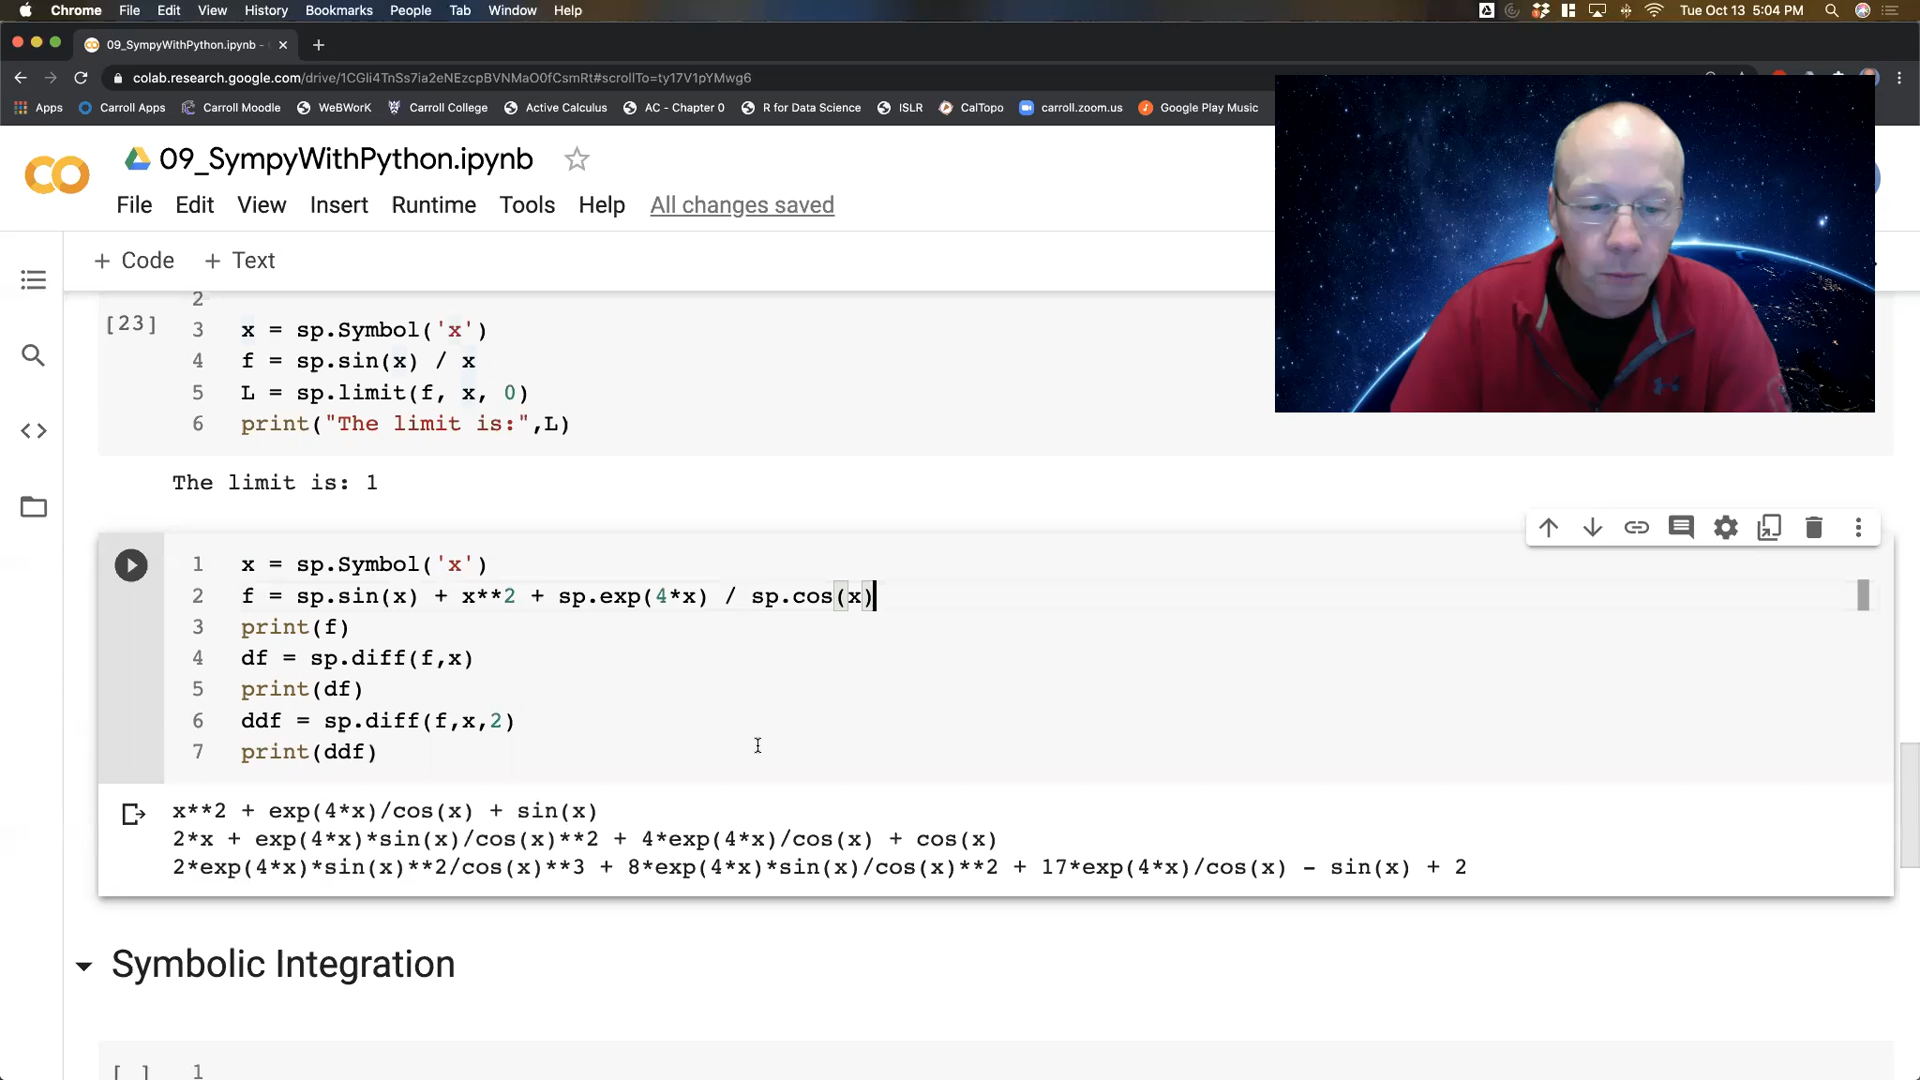 Chrome File Edit View History Bookmarks People Tab Window Help Tue Oct 13 5:04 PM
09_SympyWithPython.ipynb -
colab.research.google.com/drive/1CGli4TnSs7ia2eNEzcpBVNMaO0fCsmRt#scrollTo=ty17V1pYMwg6
Apps Carroll Apps Carroll Moodle WeBWorK Carroll College Active Calculus AC - Chapter 0 R for Data Science ISLR CalTopo carroll.zoom.us Google Play Music
CO 09_SympyWithPython.ipynb
File Edit View Insert Runtime Tools Help All changes saved
+ Code + Text
2
[23] 3 x = sp.Symbol('x')
4 f = sp.sin(x) / x
5 L = sp.limit(f, x, 0)
6 print("The limit is:",L)
The limit is: 1
1 x = sp.Symbol('x')
2 f = sp.sin(x) + x**2 + sp.exp(4*x) / sp.cos(x)
3 print(f)
4 df = sp.diff(f,x)
5 print(df)
6 ddf = sp.diff(f,x,2)
7 print(ddf)
x**2 + exp(4*x)/cos(x) + sin(x)
2*x + exp(4*x)*sin(x)/cos(x)**2 + 4*exp(4*x)/cos(x) + cos(x)
2*exp(4*x)*sin(x)**2/cos(x)**3 + 8*exp(4*x)*sin(x)/cos(x)**2 + 17*exp(4*x)/cos(x) - sin(x) + 2
Symbolic Integration
[ ] 1